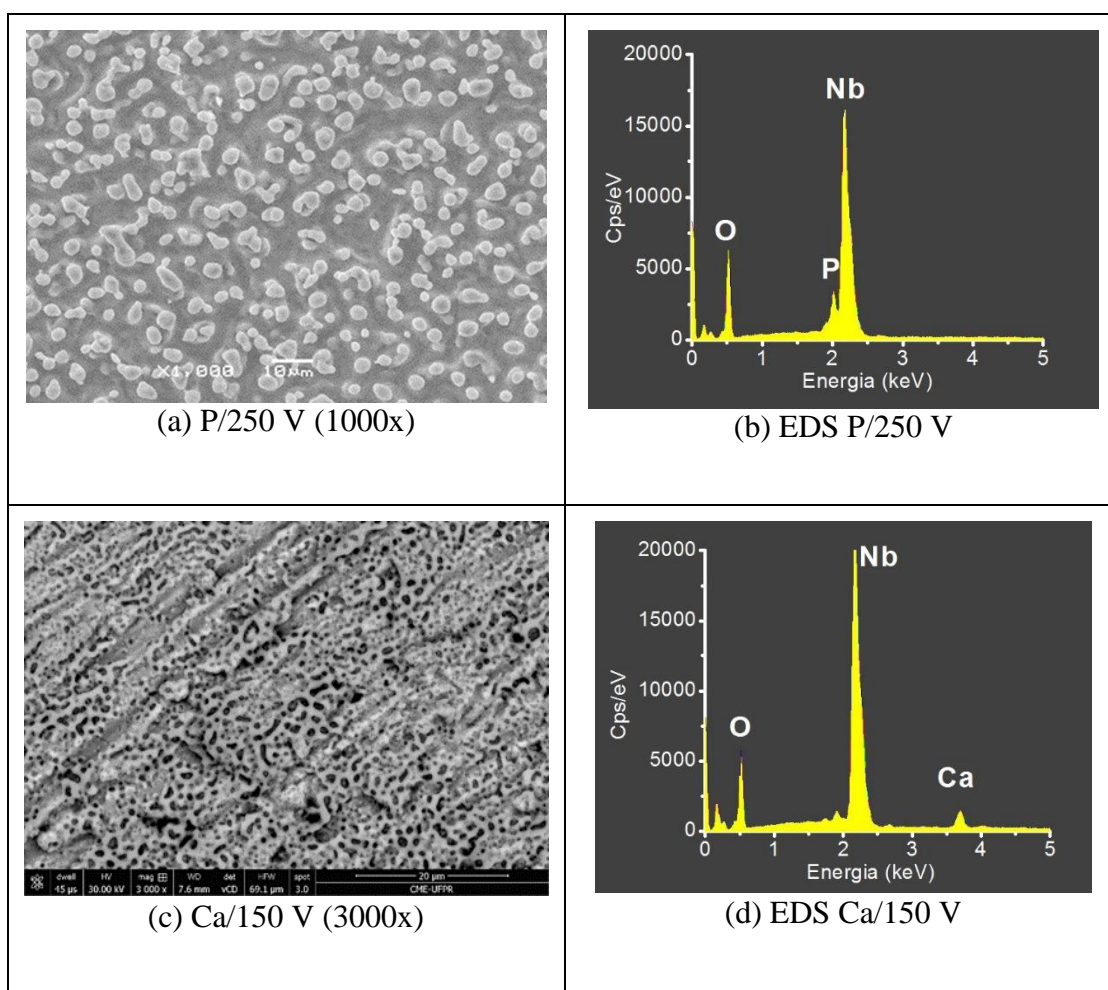 X1,000 10µm
(a) P/250 V (1000x)
20000
15000
10000
5000
0
Cps/eV
O
P
Nb
0 1 2 3 4 5
Energia (keV)
(b) EDS P/250 V
dwell HV mag WD det HFW spot 20 µm
45 µs 30.00 kV 3 000 x 7.6 mm vCD 69.1 µm 3.0 CME-UFPR
(c) Ca/150 V (3000x)
20000
15000
10000
5000
0
Cps/eV
O
Nb
Ca
0 1 2 3 4 5
Energia (keV)
(d) EDS Ca/150 V